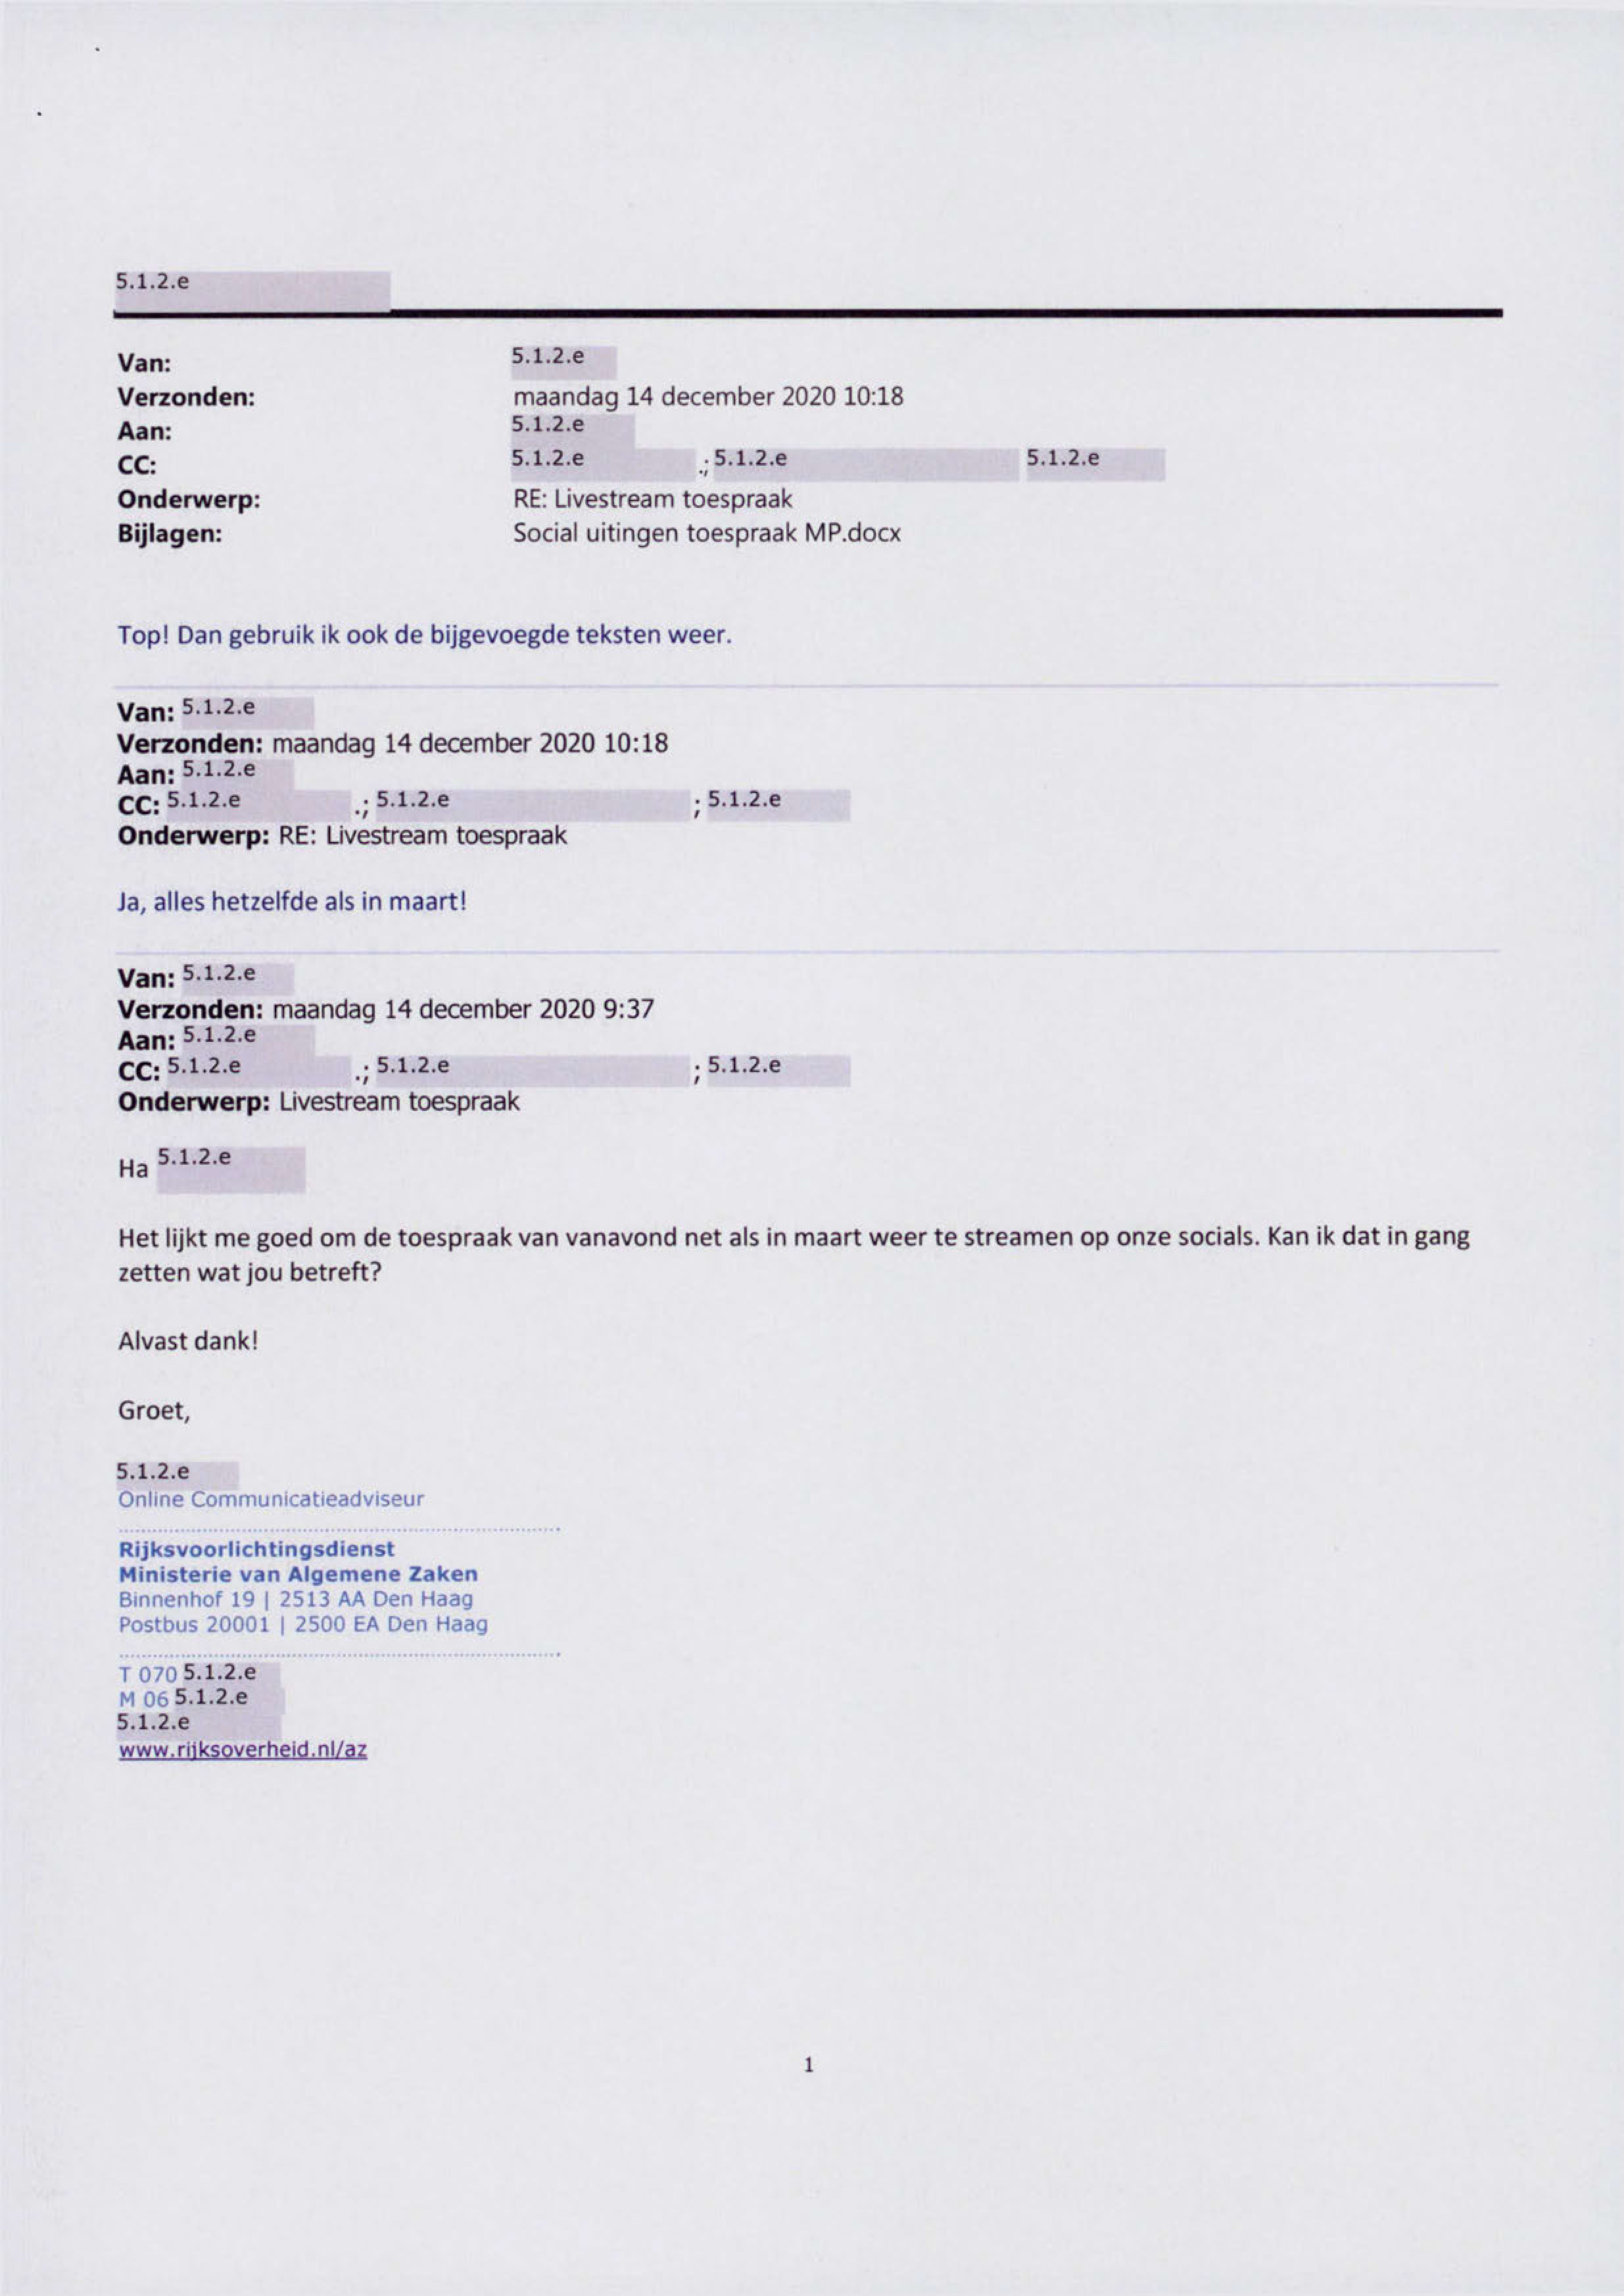 5.1.2.e
Van: 5.1.2.e
Verzonden: maandag 14 december 2020 10:18
Aan: 5.1.2.e
CC: 5.1.2.e .; 5.1.2.e 5.1.2.e
Onderwerp: RE: Livestream toespraak
Bijlagen: Social uitingen toespraak MP.docx
Top! Dan gebruik ik ook de bijgevoegde teksten weer.
Van: 5.1.2.e
Verzonden: maandag 14 december 2020 10:18
Aan: 5.1.2.e
CC: 5.1.2.e .; 5.1.2.e ; 5.1.2.e
Onderwerp: RE: Livestream toespraak
Ja, alles hetzelfde als in maart!
Van: 5.1.2.e
Verzonden: maandag 14 december 2020 9:37
Aan: 5.1.2.e
CC: 5.1.2.e .; 5.1.2.e ; 5.1.2.e
Onderwerp: Livestream toespraak
Ha 5.1.2.e
Het lijkt me goed om de toespraak van vanavond net als in maart weer te streamen op onze socials. Kan ik dat in gang
zetten wat jou betreft?
Alvast dank!
Groet,
5.1.2.e
Online Communicatieadviseur
Rijksvoorlichtingsdienst
Ministerie van Algemene Zaken
Binnenhof 19 | 2513 AA Den Haag
Postbus 20001 | 2500 EA Den Haag
T 070 5.1.2.e
M 06 5.1.2.e
5.1.2.e
www.rijksoverheid.nl/az
1